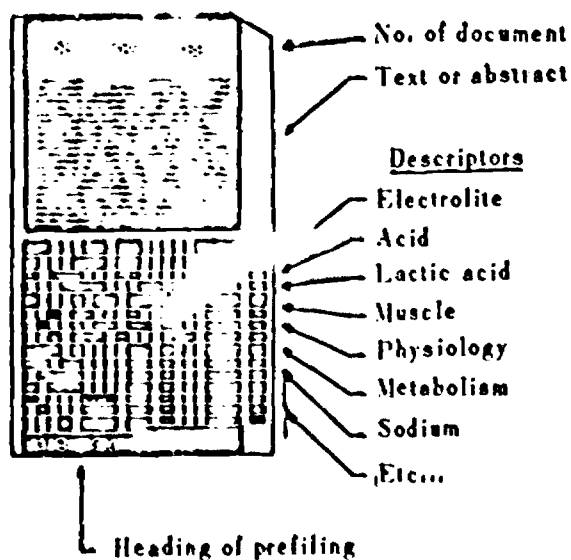 No. of document
Text or abstract
Descriptors
Electrolite
Acid
Lactic acid
Muscle
Physiology
Metabolism
Sodium
Etc...
Heading of prefiling